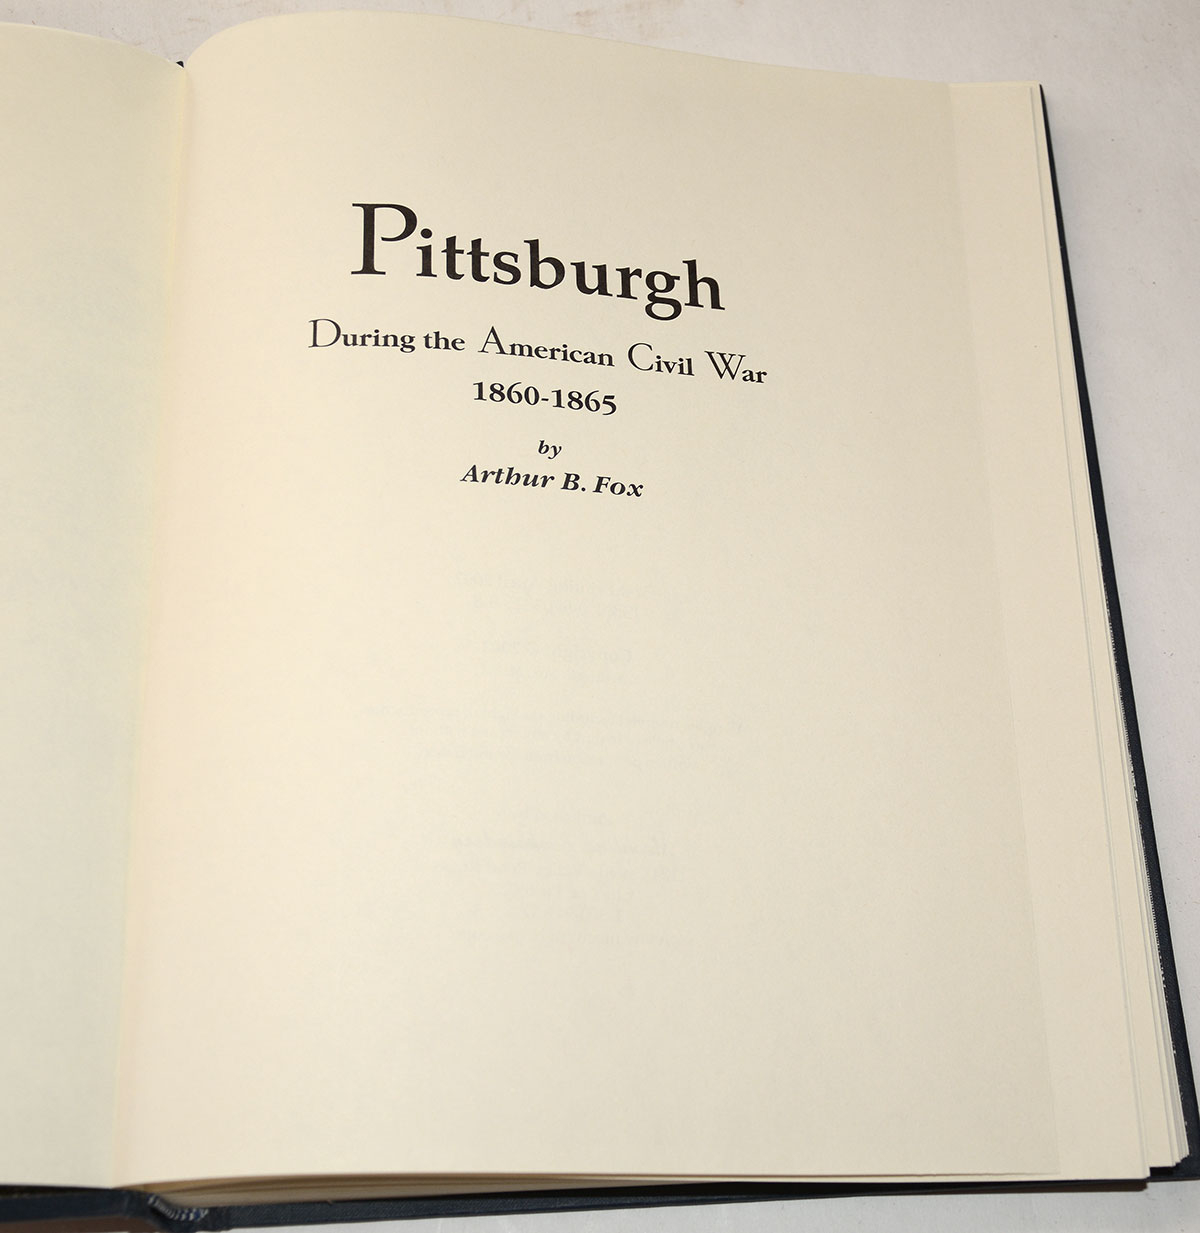 Pittsburgh
During the American Civil War
1860-1865
by
Arthur B. Fox